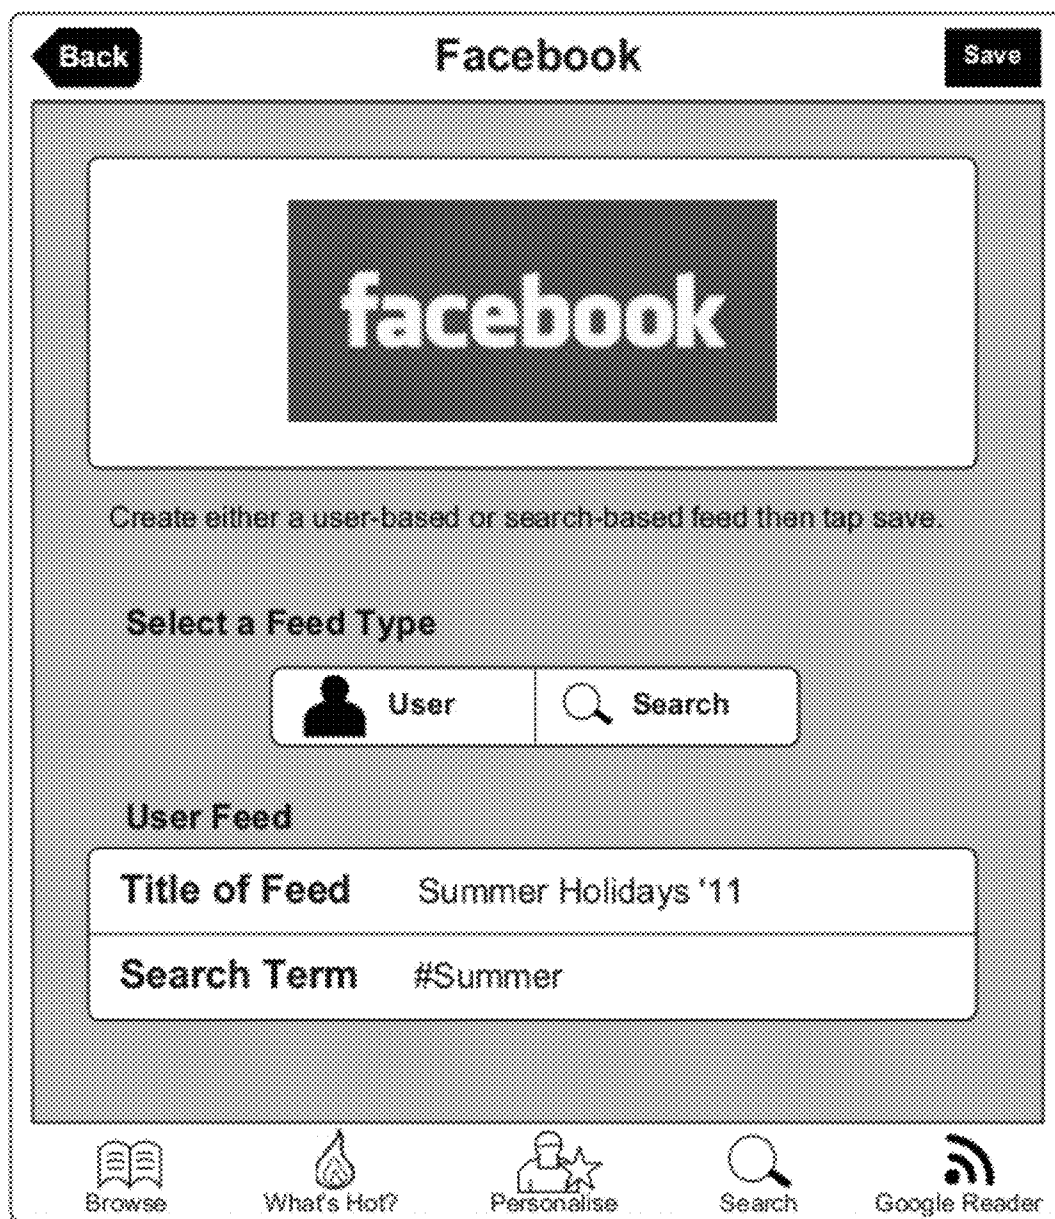 Back Facebook Save
facebook
Create either a user-based or search-based feed then tap save.
Select a Feed Type
User Search
User Feed
Title of Feed Summer Holidays '11
Search Term #Summer
Browse What's Hot? Personalise Search Google Reader